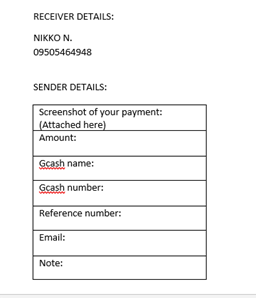 RECEIVER DETAILS:
NIKKO N.
09505464948
SENDER DETAILS:
Screenshot of your payment:
(Attached here)
Amount:
Gcash name:
Gcash number:
Reference number:
Email:
Note: